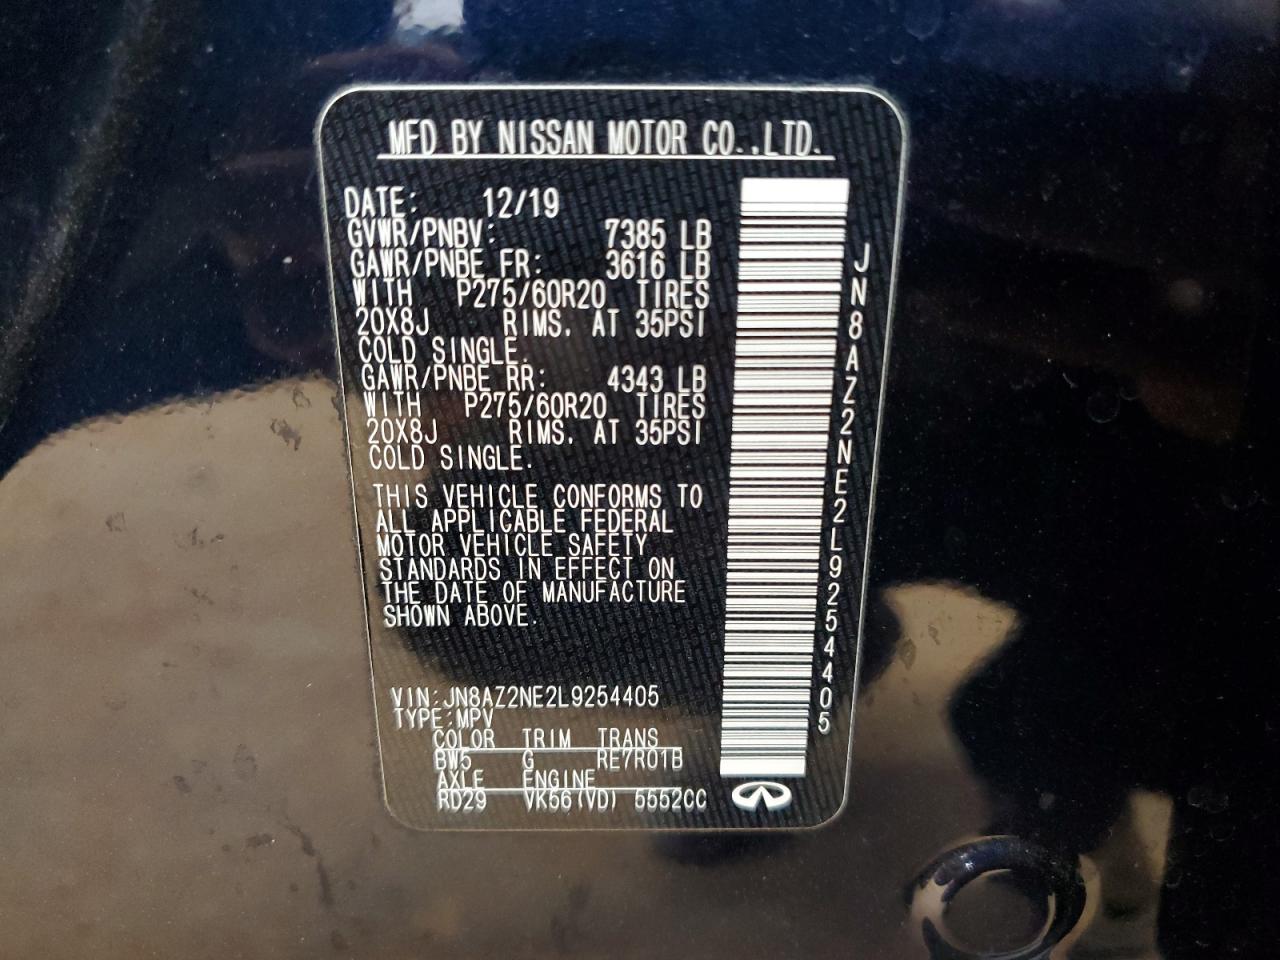 MFD BY NISSAN MOTOR CO.,LTD.
DATE: 12/19
GVWR/PNBV: 7385 LB
GAWR/PNBE FR: 3616 LB
WITH P275/60R20 TIRES
20X8J RIMS, AT 35PSI
COLD SINGLE.
GAWR/PNBE RR: 4343 LB
WITH P275/60R20 TIRES
20X8J RIMS, AT 35PSI
COLD SINGLE.
THIS VEHICLE CONFORMS TO
ALL APPLICABLE FEDERAL
MOTOR VEHICLE SAFETY
STANDARDS IN EFFECT ON
THE DATE OF MANUFACTURE
SHOWN ABOVE.
VIN:JN8AZ2NE2L9254405
TYPE:MPV
COLOR TRIM TRANS
BW5 G RE7R01B
AXLE ENGINE
RD29 VK56(VD) 5552CC
JN8AZ2NE2L9254405